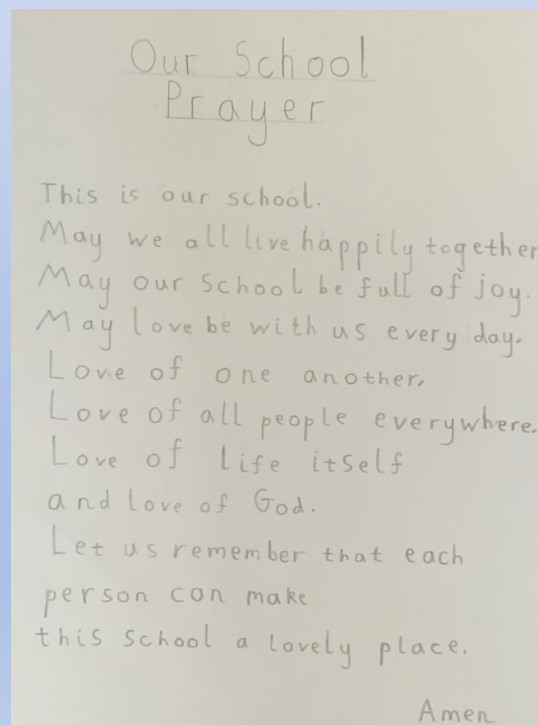 Our School
Prayer
This is our school.
May we all live happily together
May our school be full of joy.
May love be with us every day.
Love of one another,
Love of all people everywhere.
Love of life itself
and love of God.
Let us remember that each
person can make
this school a lovely place.
Amen